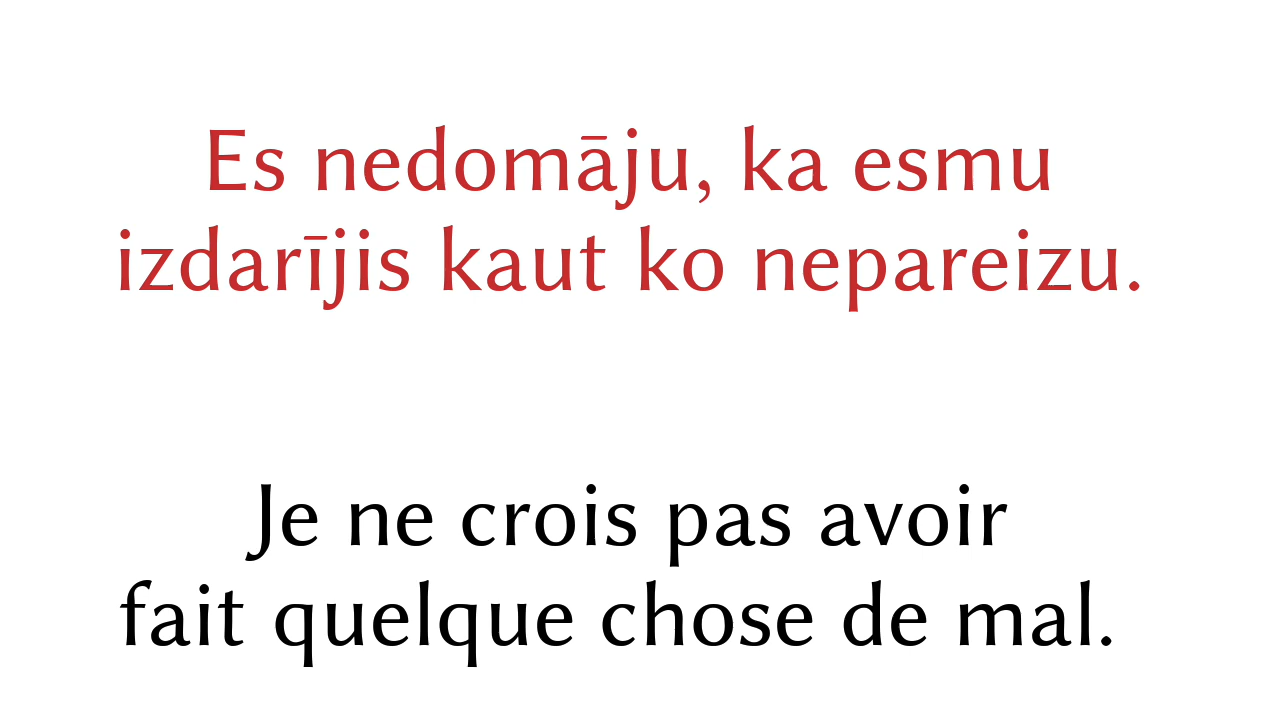 Es nedomāju, ka esmu
izdarījis kaut ko nepareizu.
Je ne crois pas avoir
fait quelque chose de mal.